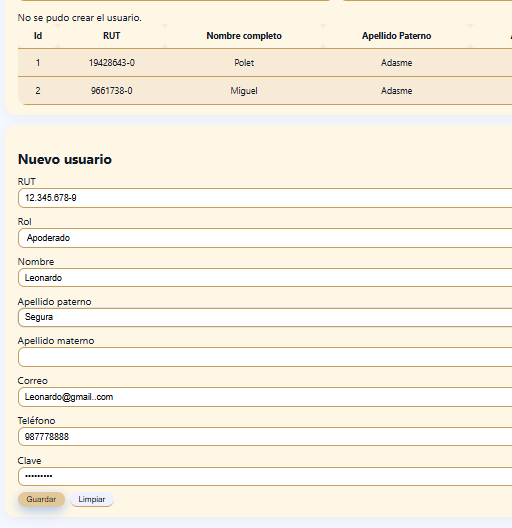 No se pudo crear el usuario.
Id RUT Nombre completo Apellido Paterno
1 19428643-0 Polet Adasme
2 9661738-0 Miguel Adasme
Nuevo usuario
RUT
12.345.678-9
Rol
Apoderado
Nombre
Leonardo
Apellido paterno
Segura
Apellido materno
Correo
Leonardo@gmail..com
Teléfono
987778888
Clave
•••••••••
Guardar Limpiar